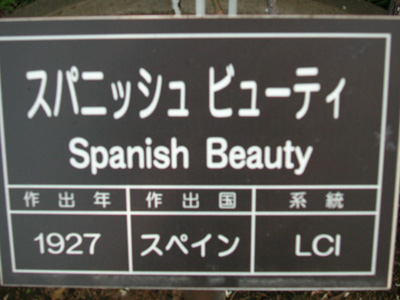 スパニッシュ ビューティ
Spanish Beauty
作出年 作出国 系統
1927 スペイン LCl